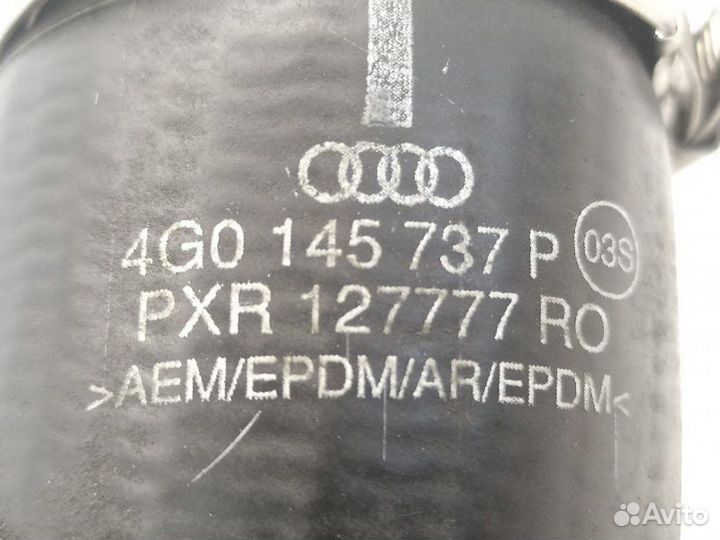 4G0 145 737 P 03S
PXR 127777 RO
>AEM/EPDM/AR/EPDM<
Avito